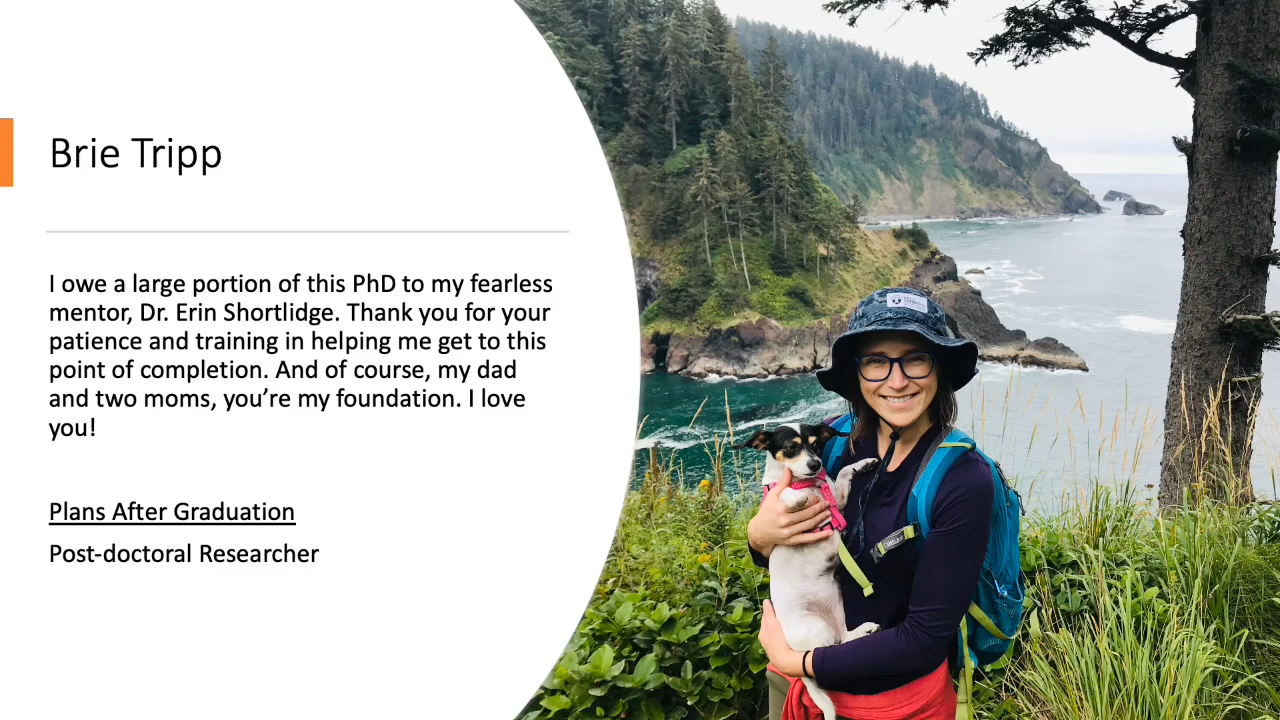 Brie Tripp
I owe a large portion of this PhD to my fearless
mentor, Dr. Erin Shortlidge. Thank you for your
patience and training in helping me get to this
point of completion. And of course, my dad
and two moms, you’re my foundation. I love
you!
Plans After Graduation
Post-doctoral Researcher